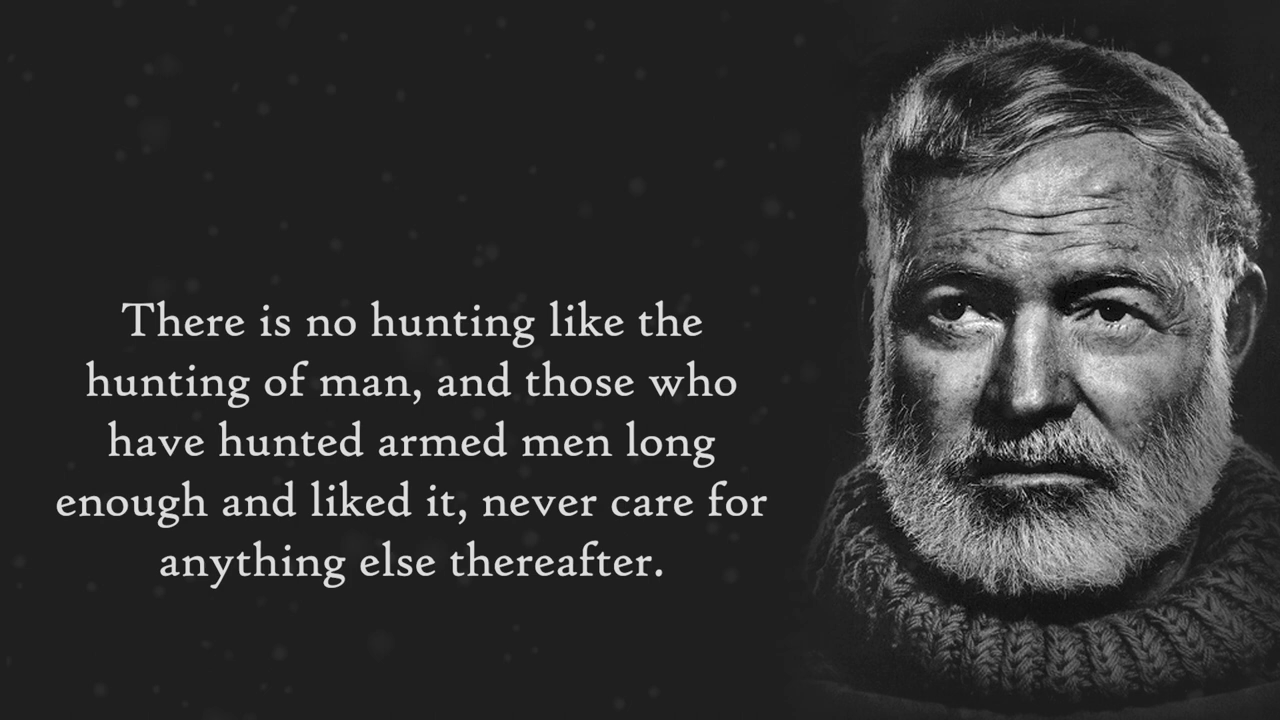 There is no hunting like the
hunting of man, and those who
have hunted armed men long
enough and liked it, never care for
anything else thereafter.